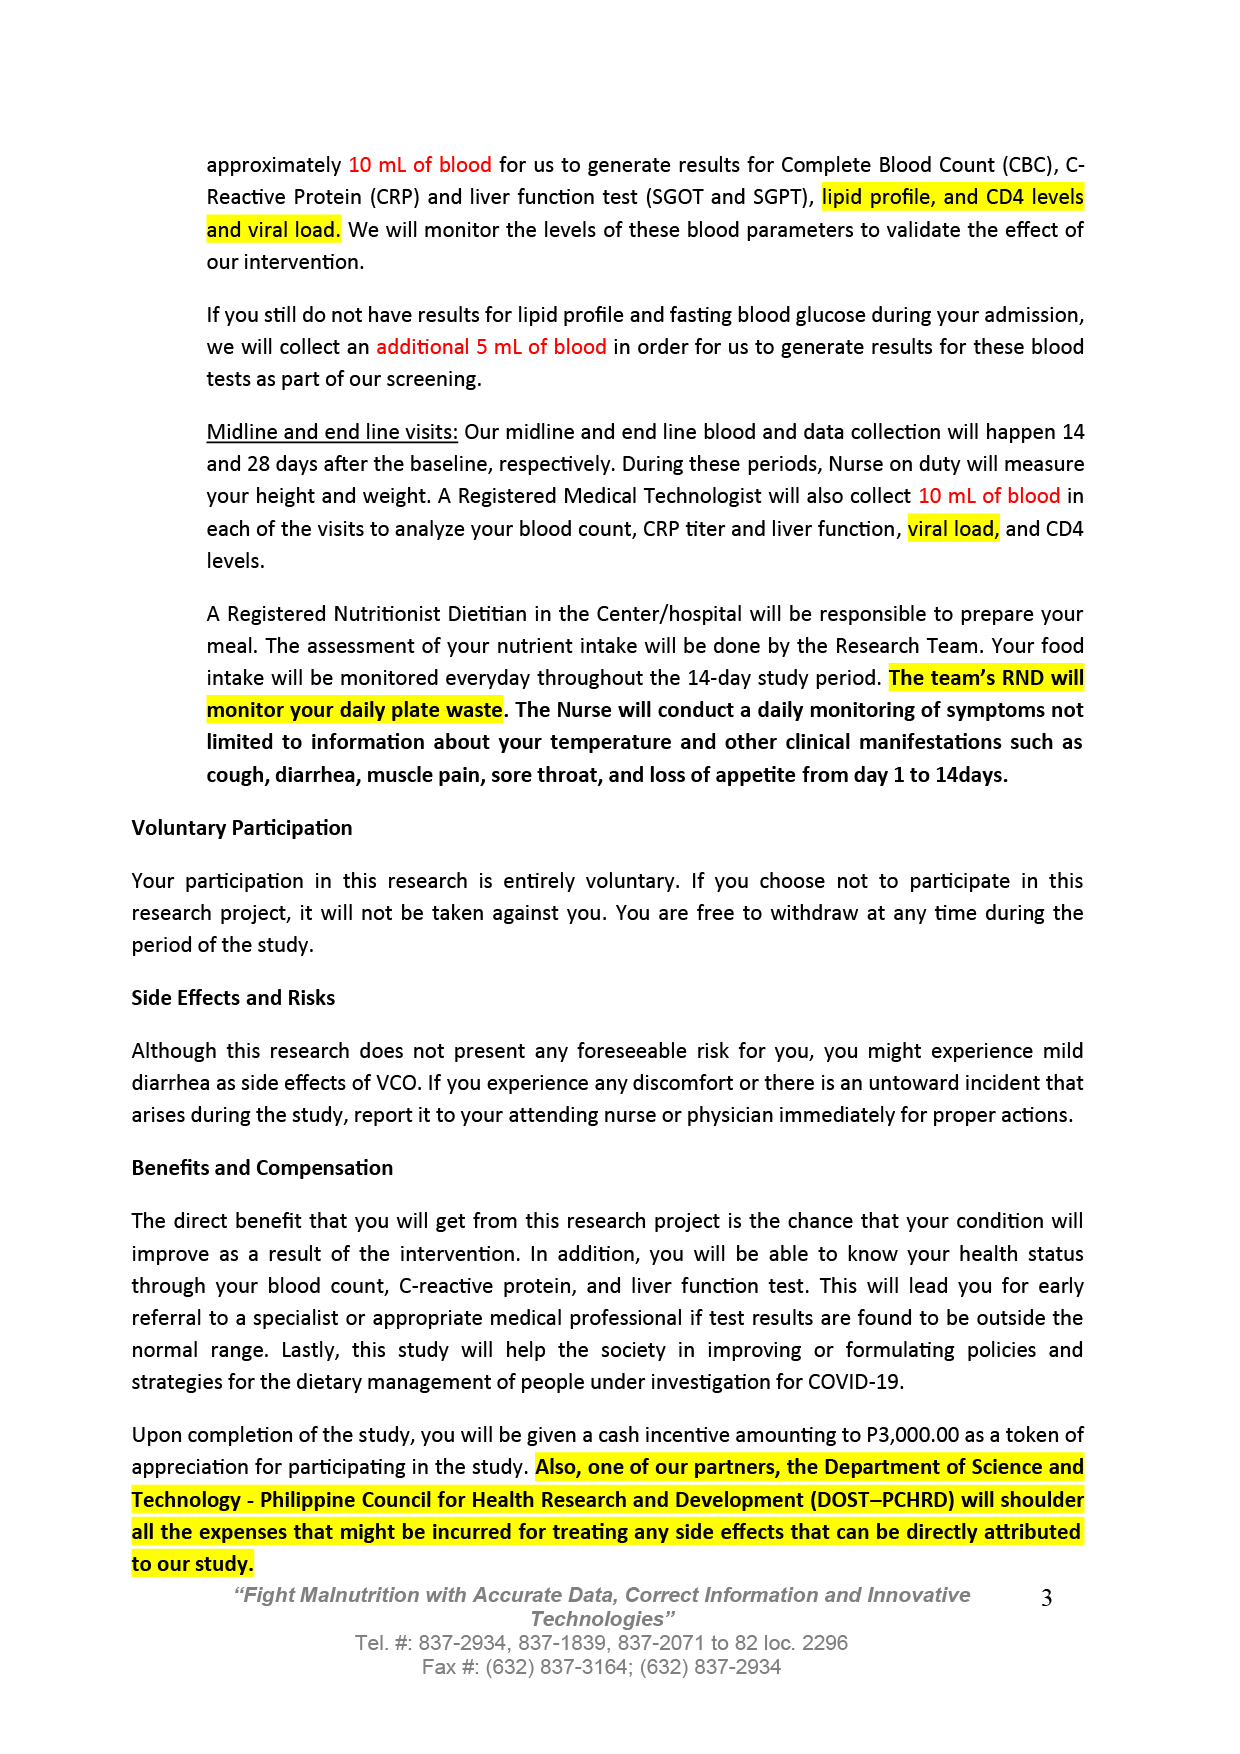 approximately 10 mL of blood for us to generate results for Complete Blood Count (CBC), C-
Reactive Protein (CRP) and liver function test (SGOT and SGPT), lipid profile, and CD4 levels
and viral load. We will monitor the levels of these blood parameters to validate the effect of
our intervention.
If you still do not have results for lipid profile and fasting blood glucose during your admission,
we will collect an additional 5 mL of blood in order for us to generate results for these blood
tests as part of our screening.
Midline and end line visits: Our midline and end line blood and data collection will happen 14
and 28 days after the baseline, respectively. During these periods, Nurse on duty will measure
your height and weight. A Registered Medical Technologist will also collect 10 mL of blood in
each of the visits to analyze your blood count, CRP titer and liver function, viral load, and CD4
levels.
A Registered Nutritionist Dietitian in the Center/hospital will be responsible to prepare your
meal. The assessment of your nutrient intake will be done by the Research Team. Your food
intake will be monitored everyday throughout the 14-day study period. The team’s RND will
monitor your daily plate waste. The Nurse will conduct a daily monitoring of symptoms not
limited to information about your temperature and other clinical manifestations such as
cough, diarrhea, muscle pain, sore throat, and loss of appetite from day 1 to 14days.
Voluntary Participation
Your participation in this research is entirely voluntary. If you choose not to participate in this
research project, it will not be taken against you. You are free to withdraw at any time during the
period of the study.
Side Effects and Risks
Although this research does not present any foreseeable risk for you, you might experience mild
diarrhea as side effects of VCO. If you experience any discomfort or there is an untoward incident that
arises during the study, report it to your attending nurse or physician immediately for proper actions.
Benefits and Compensation
The direct benefit that you will get from this research project is the chance that your condition will
improve as a result of the intervention. In addition, you will be able to know your health status
through your blood count, C-reactive protein, and liver function test. This will lead you for early
referral to a specialist or appropriate medical professional if test results are found to be outside the
normal range. Lastly, this study will help the society in improving or formulating policies and
strategies for the dietary management of people under investigation for COVID-19.
Upon completion of the study, you will be given a cash incentive amounting to P3,000.00 as a token of
appreciation for participating in the study. Also, one of our partners, the Department of Science and
Technology - Philippine Council for Health Research and Development (DOST–PCHRD) will shoulder
all the expenses that might be incurred for treating any side effects that can be directly attributed
to our study.
“Fight Malnutrition with Accurate Data, Correct Information and Innovative
Technologies”
3
Tel. #: 837-2934, 837-1839, 837-2071 to 82 loc. 2296
Fax #: (632) 837-3164; (632) 837-2934